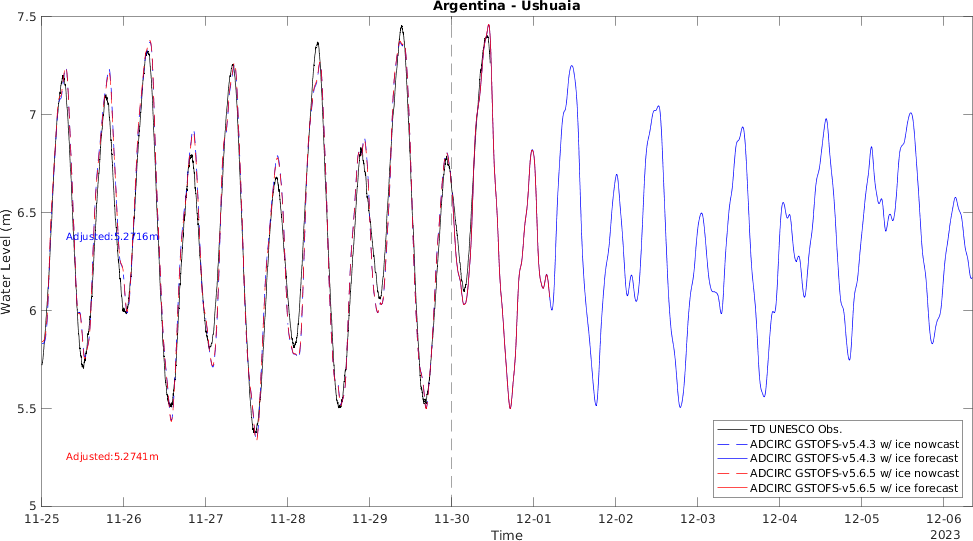 Argentina - Ushuaia
Water Level (m)
7.5
7
6.5
6
5.5
5
Adjusted:5.2716m
Adjusted:5.2741m
TD UNESCO Obs.
ADCIRC GSTOFS-v5.4.3 w/ ice nowcast
ADCIRC GSTOFS-v5.4.3 w/ ice forecast
ADCIRC GSTOFS-v5.6.5 w/ ice nowcast
ADCIRC GSTOFS-v5.6.5 w/ ice forecast
11-25 11-26 11-27 11-28 11-29 11-30 12-01 12-02 12-03 12-04 12-05 12-06
2023
Time